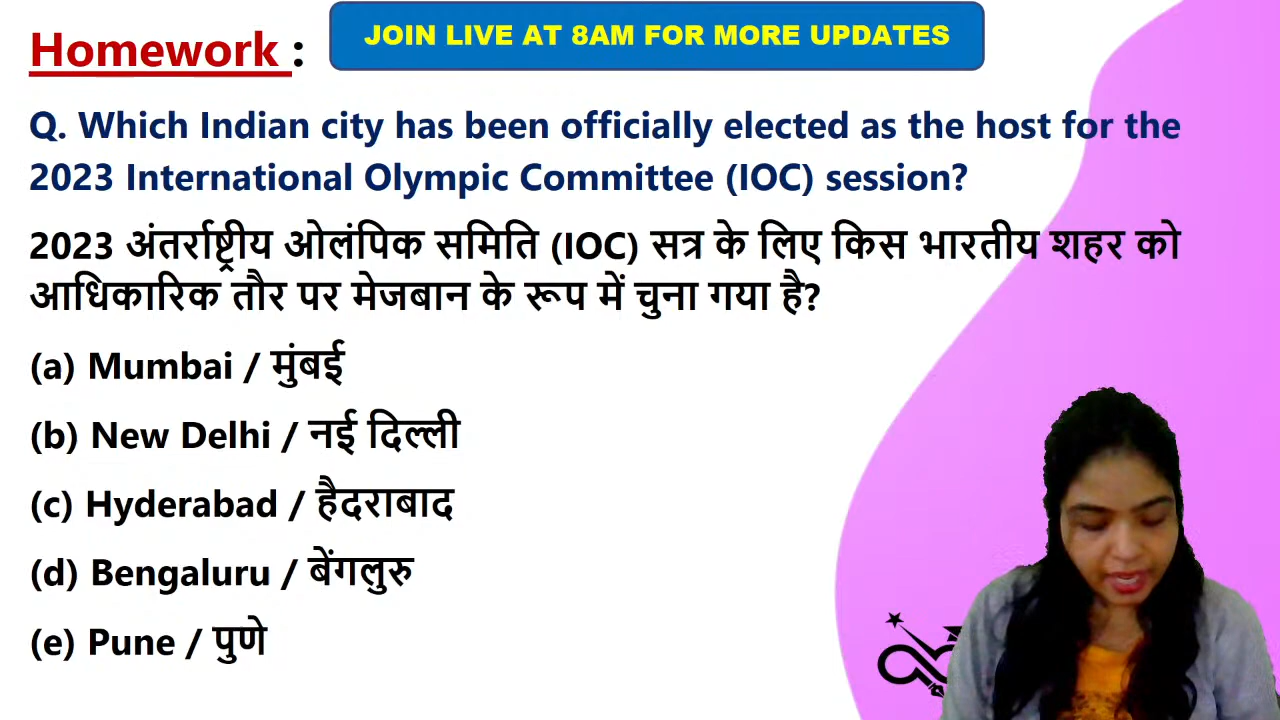 JOIN LIVE AT 8AM FOR MORE UPDATES
Homework :
Q. Which Indian city has been officially elected as the host for the
2023 International Olympic Committee (IOC) session?
2023 अंतर्राष्ट्रीय ओलंपिक समिति (IOC) सत्र के लिए किस भारतीय शहर को
आधिकारिक तौर पर मेजबान के रूप में चुना गया है?
(a) Mumbai / मुंबई
(b) New Delhi / नई दिल्ली
(c) Hyderabad / हैदराबाद
(d) Bengaluru / बेंगलुरु
(e) Pune / पुणे